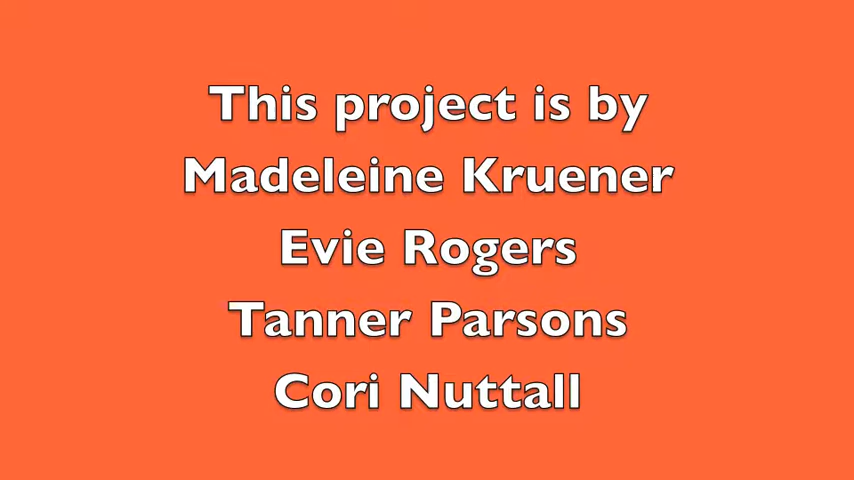 This project is by
Madeleine Kruener
Evie Rogers
Tanner Parsons
Cori Nuttall